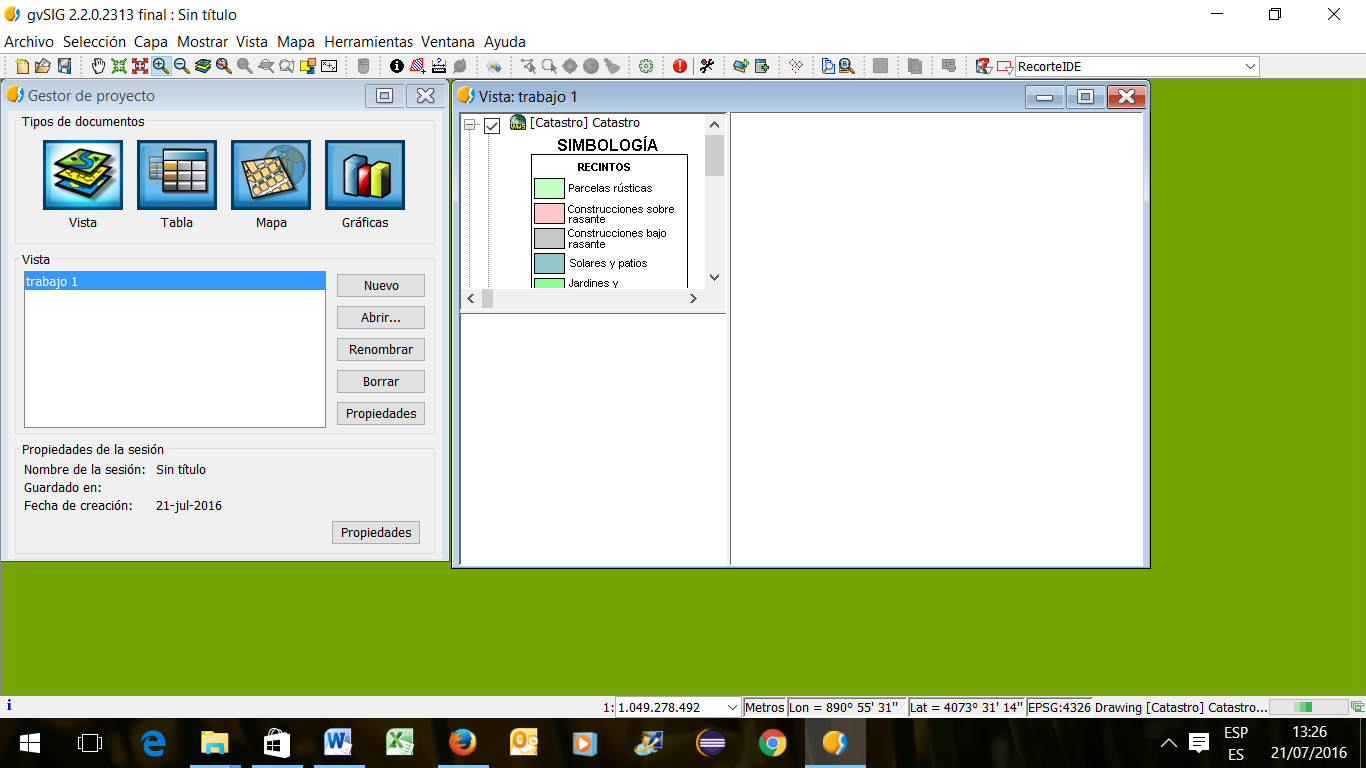 gvSIG 2.2.0.2313 final : Sin título
Archivo Selección Capa Mostrar Vista Mapa Herramientas Ventana Ayuda
RecorteIDE
Gestor de proyecto
Tipos de documentos
Vista Tabla Mapa Gráficas
Vista
trabajo 1
Nuevo
Abrir...
Renombrar
Borrar
Propiedades
Propiedades de la sesión
Nombre de la sesión: Sin título
Guardado en:
Fecha de creación: 21-jul-2016
Propiedades
Vista: trabajo 1
[Catastro] Catastro
SIMBOLOGÍA
RECINTOS
Parcelas rústicas
Construcciones sobre
rasante
Construcciones bajo
rasante
Solares y patios
Jardines y
1: 1.049.278.492 Metros Lon = 890° 55' 31'' Lat = 4073° 31' 14'' EPSG:4326 Drawing [Catastro] Catastro...
ESP
ES
13:26
21/07/2016